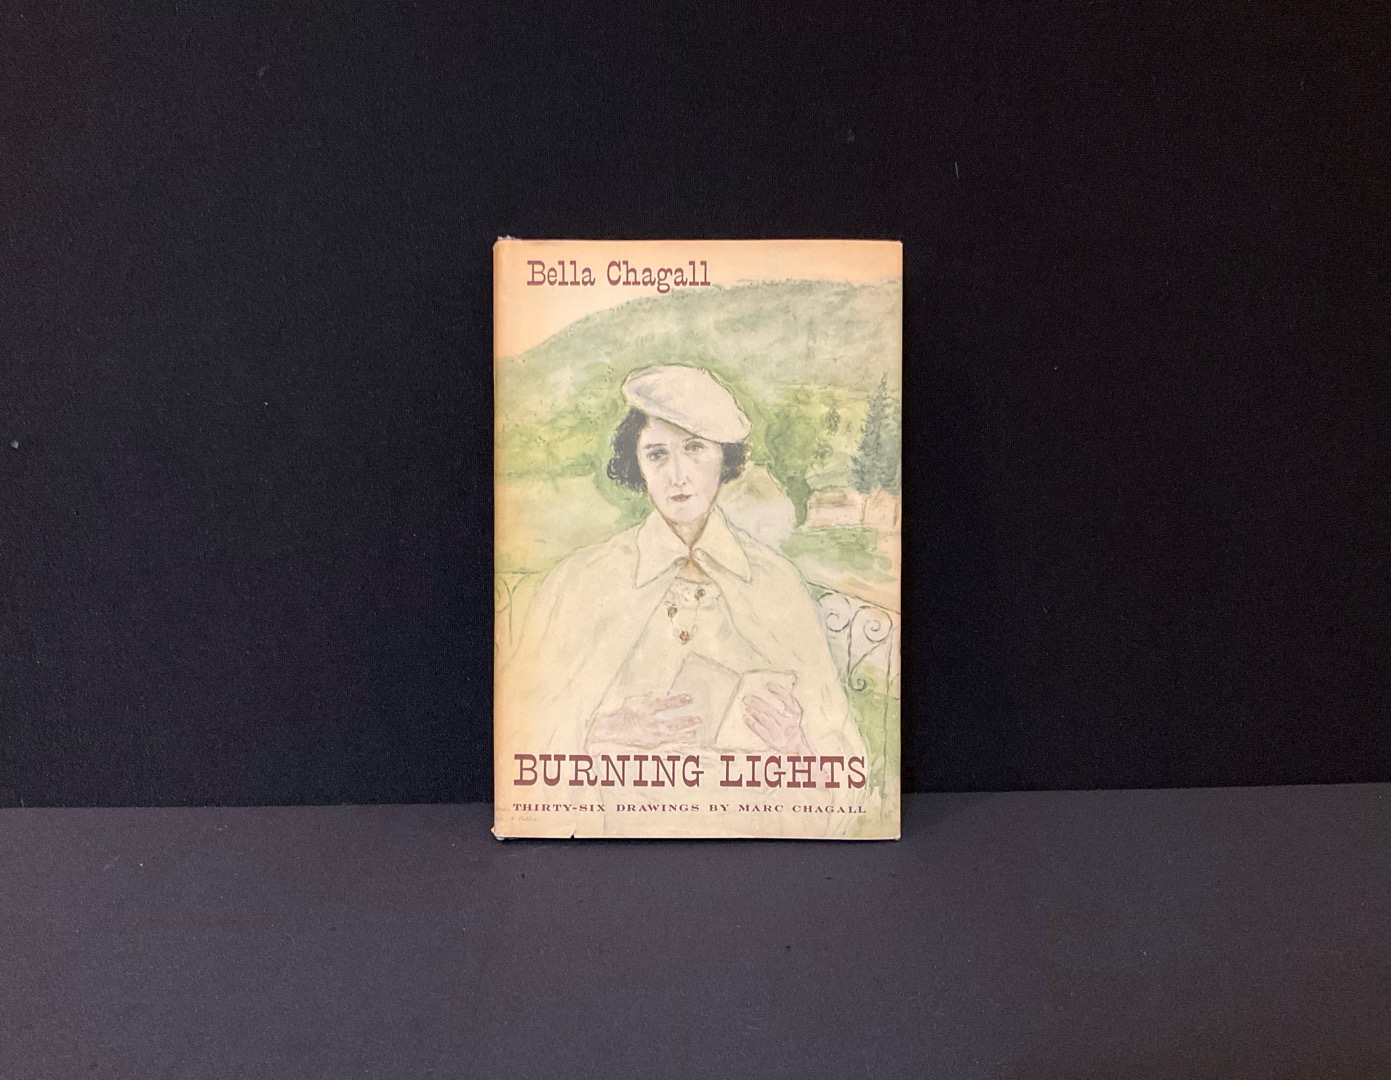 Bella Chagall
BURNING LIGHTS
THIRTY-SIX DRAWINGS BY MARC CHAGALL